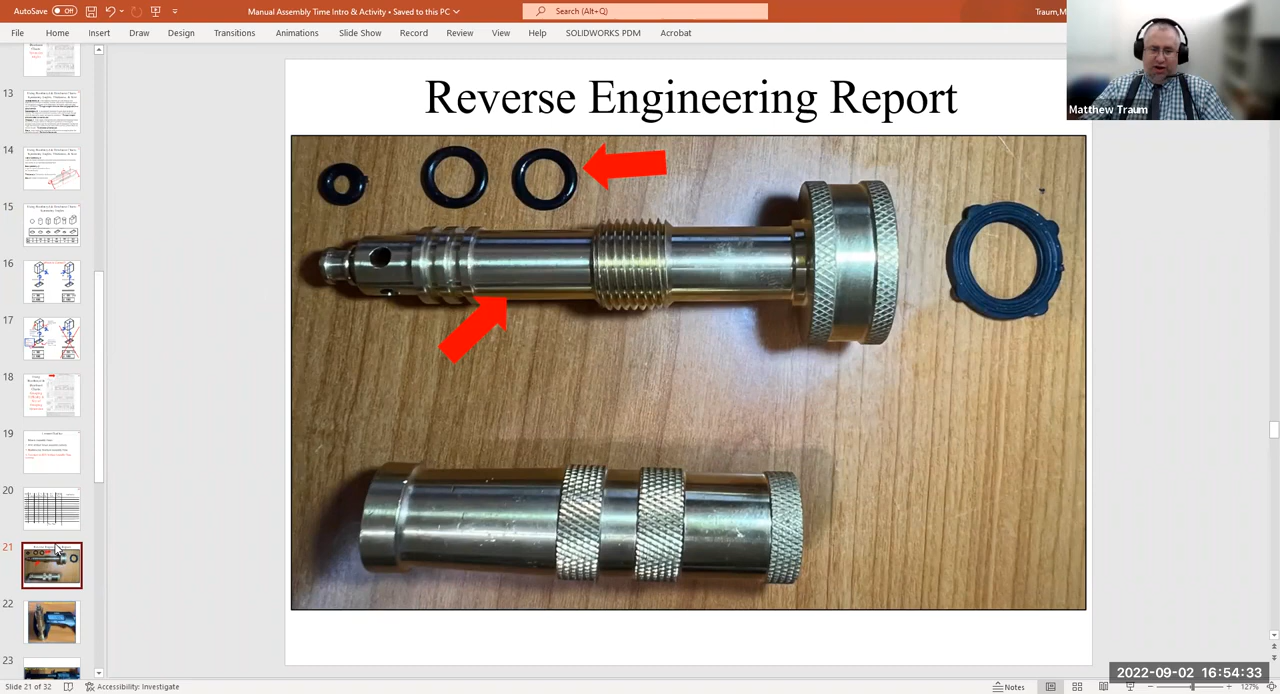 AutoSave Off Manual Assembly Time Intro & Activity • Saved to this PC Search (Alt+Q) Traum,M
File Home Insert Draw Design Transitions Animations Slide Show Record Review View Help SOLIDWORKS PDM Acrobat
Matthew Traum
Reverse Engineering Report
13
14
15
16
17
18
19
20
21
22
23
2022-09-02 16:54:33
Slide 21 of 32 Accessibility: Investigate Notes 127%